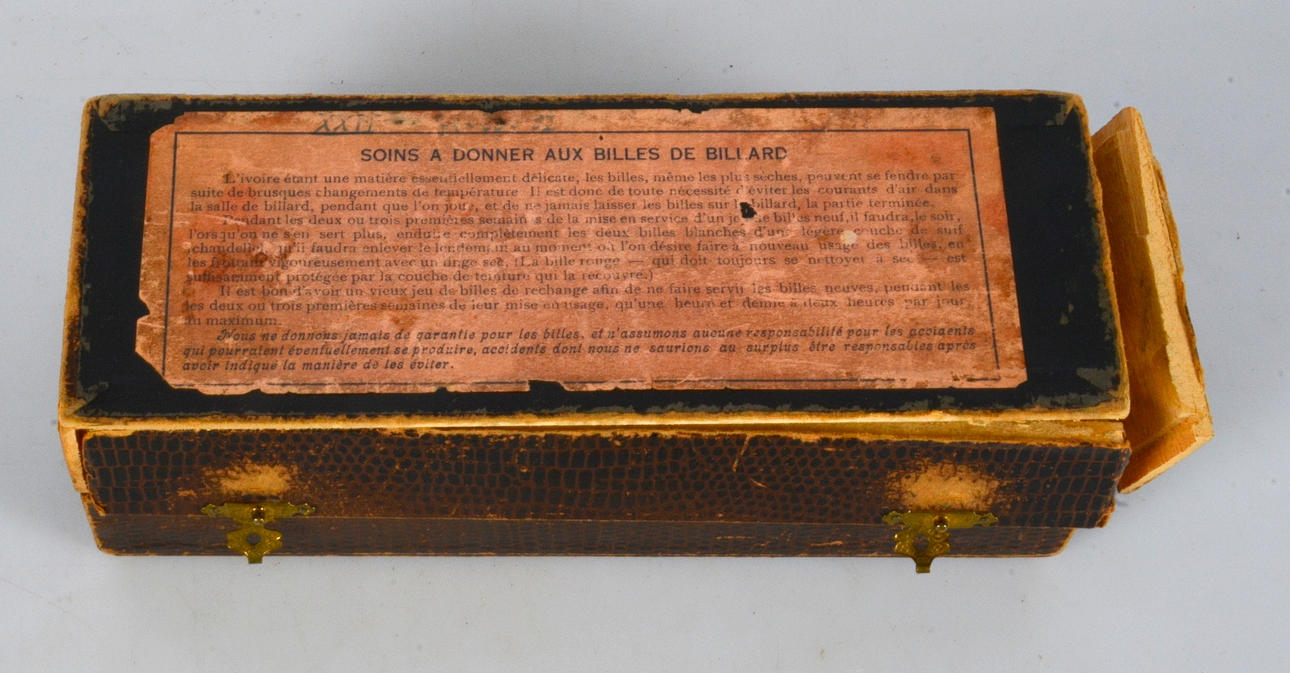 XXII
SOINS A DONNER AUX BILLES DE BILLARD
L'ivoire étant une matière essentiellement délicate, les billes, même les plus sèches, peuvent se fendre par
suite de brusques changements de température. Il est donc de toute nécessité d'éviter les courants d'air dans
la salle de billard, pendant que l'on joue, et de ne jamais laisser les billes sur le billard, la partie terminée.
Pendant les deux ou trois premières semaines de la mise en service d'un jeu de billes neuf, il faudra, le soir,
lorsqu'on ne s'en sert plus, enduire complètement les deux billes blanches d'une légère couche de suif
(chandelle), qu'il faudra enlever le lendemain au moment où l'on désire faire à nouveau usage des billes, en
les frottant vigoureusement avec un linge sec. (La bille rouge — qui doit toujours se nettoyer à sec — est
suffisamment protégée par la couche de teinture qui la recouvre.)
Il est bon d'avoir un vieux jeu de billes de rechange afin de ne faire servir les billes neuves, pendant les
les deux ou trois premières semaines de leur mise en usage, qu'une heure et demie à deux heures par jour
au maximum.
Nous ne donnons jamais de garantie pour les billes, et n'assumons aucune responsabilité pour les accidents
qui pourraient éventuellement se produire, accidents dont nous ne saurions au surplus être responsables après
avoir indiqué la manière de les éviter.